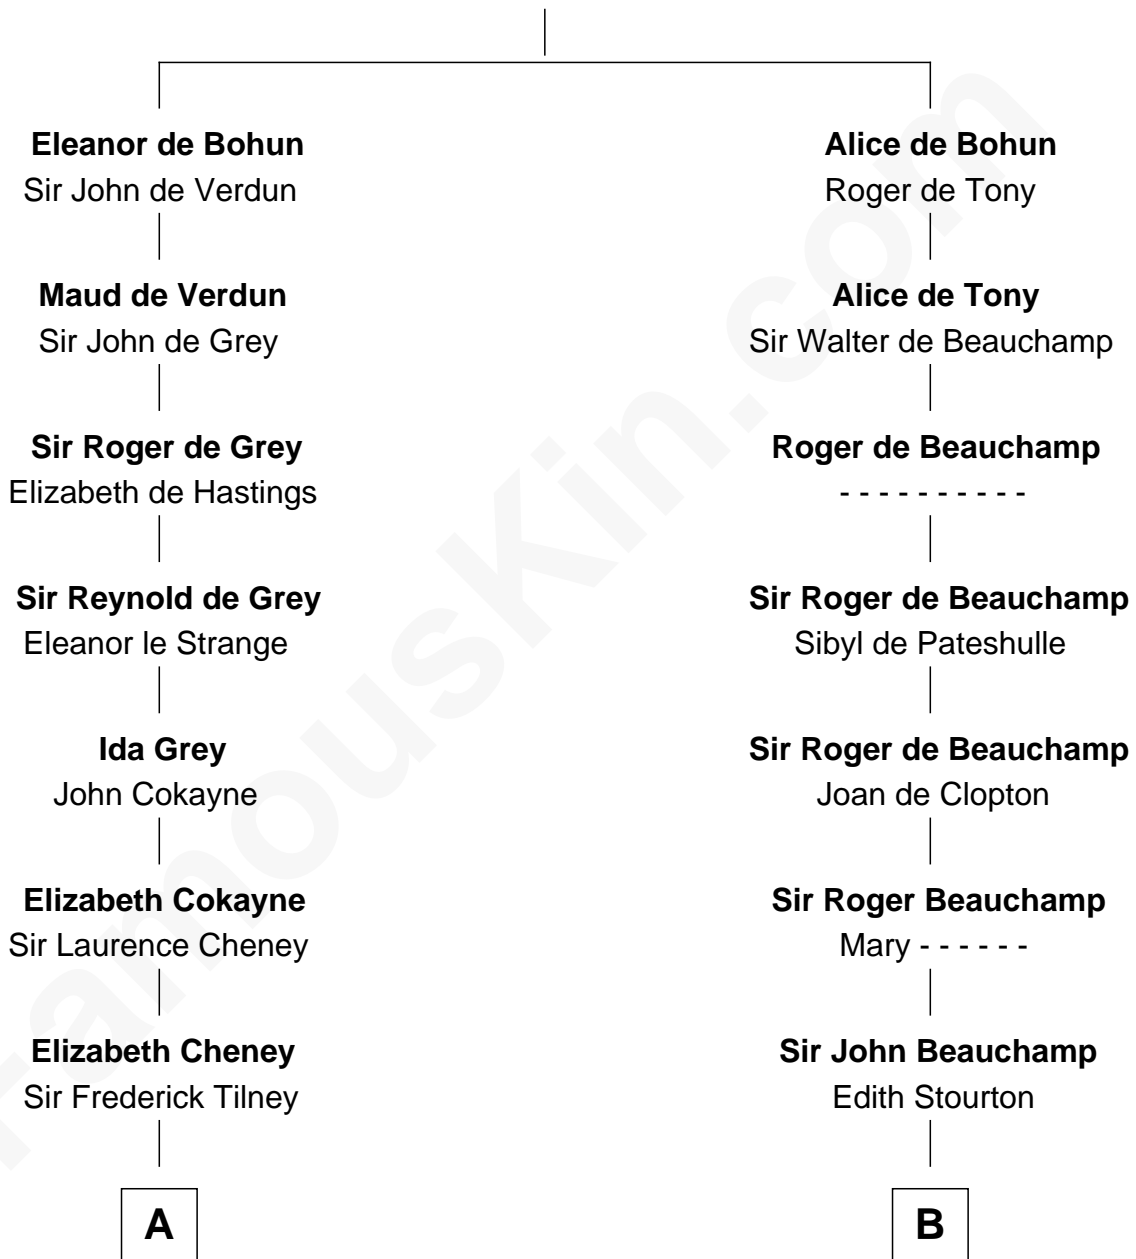 Eleanor de Bohun
Sir John de Verdun
Maud de Verdun
Sir John de Grey
Sir Roger de Grey
Elizabeth de Hastings
Sir Reynold de Grey
Eleanor le Strange
Ida Grey
John Cokayne
Elizabeth Cokayne
Sir Laurence Cheney
Elizabeth Cheney
Sir Frederick Tilney
A
Alice de Bohun
Roger de Tony
Alice de Tony
Sir Walter de Beauchamp
Roger de Beauchamp
- - - - - - - - - -
Sir Roger de Beauchamp
Sibyl de Pateshulle
Sir Roger de Beauchamp
Joan de Clopton
Sir Roger Beauchamp
Mary - - - - - -
Sir John Beauchamp
Edith Stourton
B
FamousKin.com